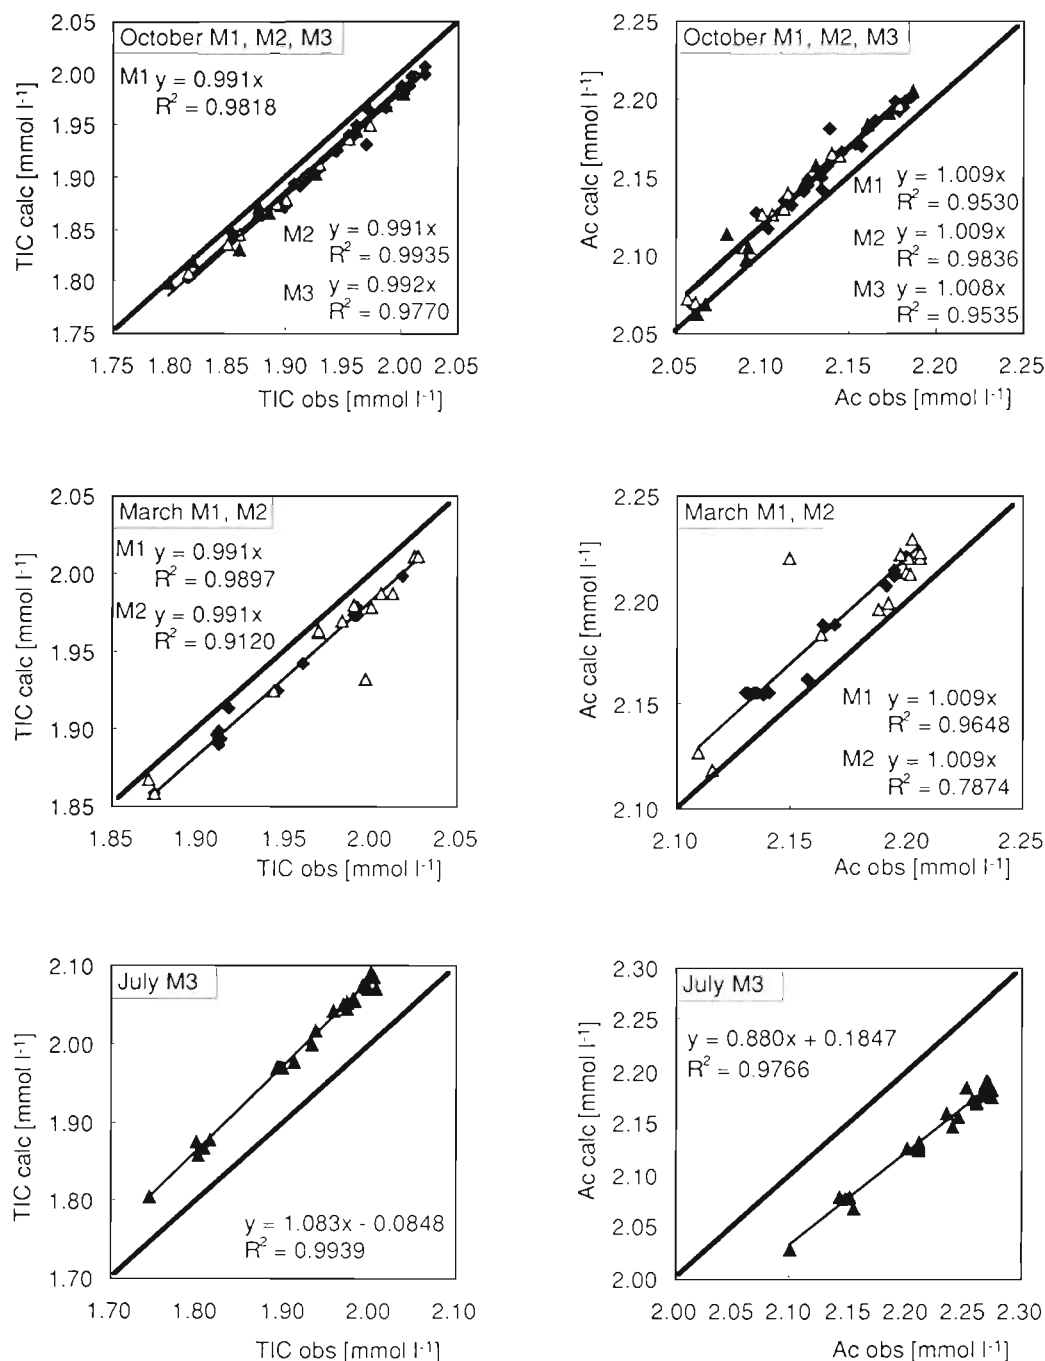 October M1, M2, M3
M1 y = 0.991x
R² = 0.9818
M2 y = 0.991x
R² = 0.9935
M3 y = 0.992x
R² = 0.9770
2.05
2.00
1.95
1.90
1.85
1.80
1.75
TIC calc [mmol l⁻¹]
1.75 1.80 1.85 1.90 1.95 2.00 2.05
TIC obs [mmol l⁻¹]
October M1, M2, M3
M1 y = 1.009x
R² = 0.9530
M2 y = 1.009x
R² = 0.9836
M3 y = 1.008x
R² = 0.9535
2.25
2.20
2.15
2.10
2.05
Ac calc [mmol l⁻¹]
2.05 2.10 2.15 2.20 2.25
Ac obs [mmol l⁻¹]
March M1, M2
M1 y = 0.991x
R² = 0.9897
M2 y = 0.991x
R² = 0.9120
2.05
2.00
1.95
1.90
1.85
TIC calc [mmol l⁻¹]
1.85 1.90 1.95 2.00 2.05
TIC obs [mmol l⁻¹]
March M1, M2
M1 y = 1.009x
R² = 0.9648
M2 y = 1.009x
R² = 0.7874
2.25
2.20
2.15
2.10
Ac calc [mmol l⁻¹]
2.10 2.15 2.20 2.25
Ac obs [mmol l⁻¹]
July M3
y = 1.083x - 0.0848
R² = 0.9939
2.10
2.00
1.90
1.80
1.70
TIC calc [mmol l⁻¹]
1.70 1.80 1.90 2.00 2.10
TIC obs [mmol l⁻¹]
July M3
y = 0.880x + 0.1847
R² = 0.9766
2.30
2.25
2.20
2.15
2.10
2.05
2.00
Ac calc [mmol l⁻¹]
2.00 2.05 2.10 2.15 2.20 2.25 2.30
Ac obs [mmol l⁻¹]